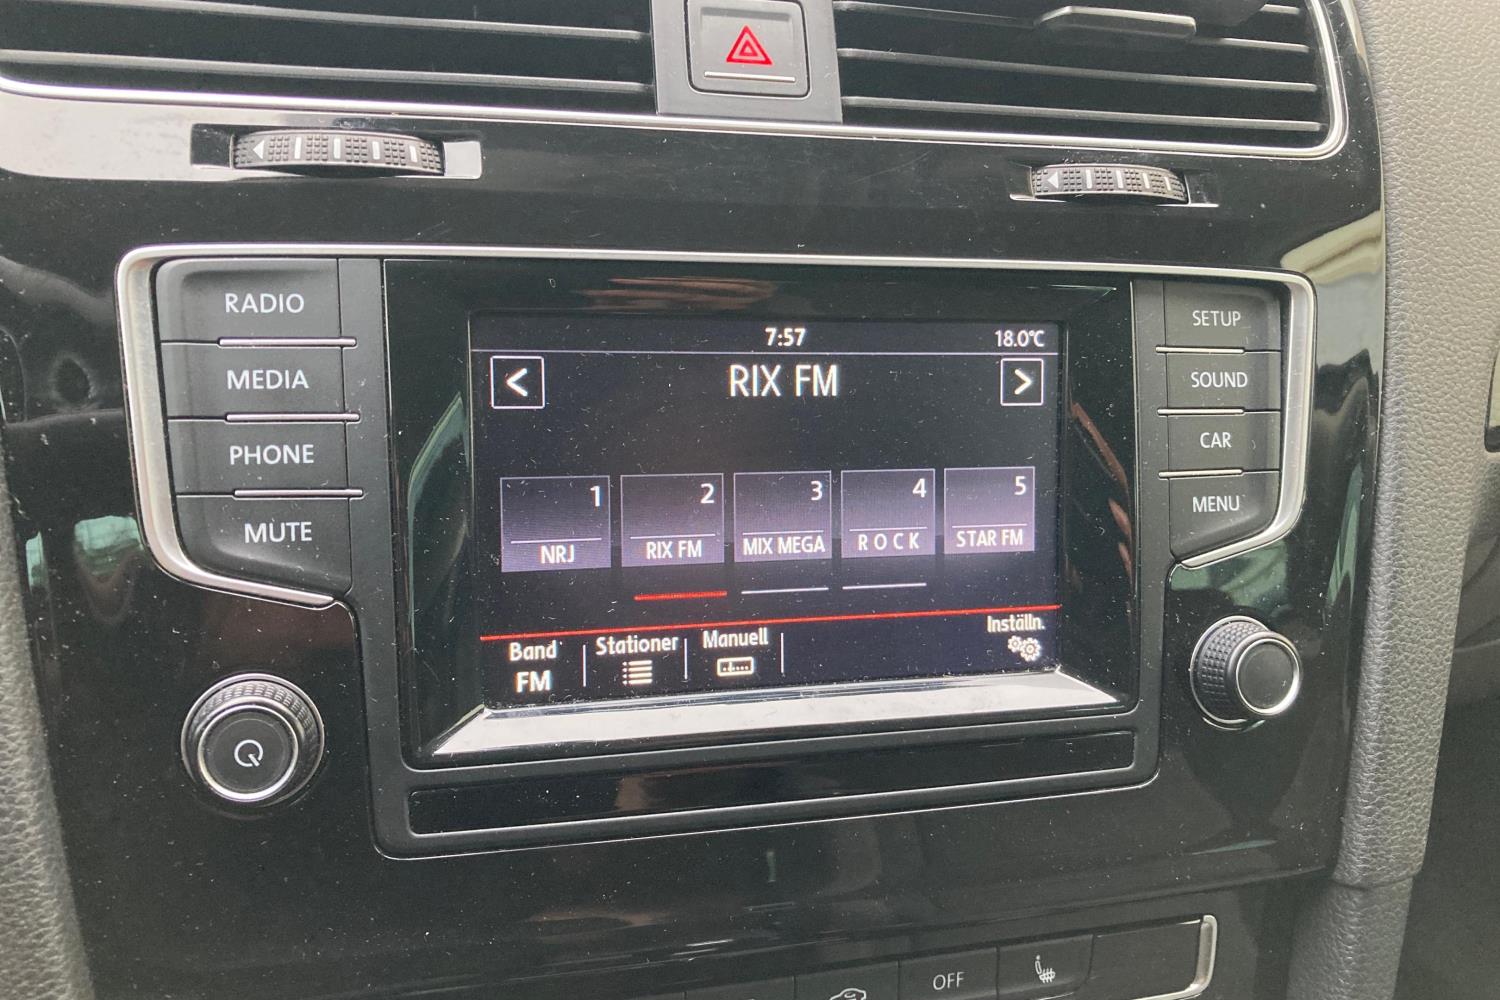 RADIO
MEDIA
PHONE
MUTE
7:57
18.0°C
<
RIX FM
>
1
2
3
4
5
NRJ
RIX FM
MIX MEGA
R O C K
STAR FM
Band
FM
Stationer
Manuell
Inställn.
SETUP
SOUND
CAR
MENU
OFF